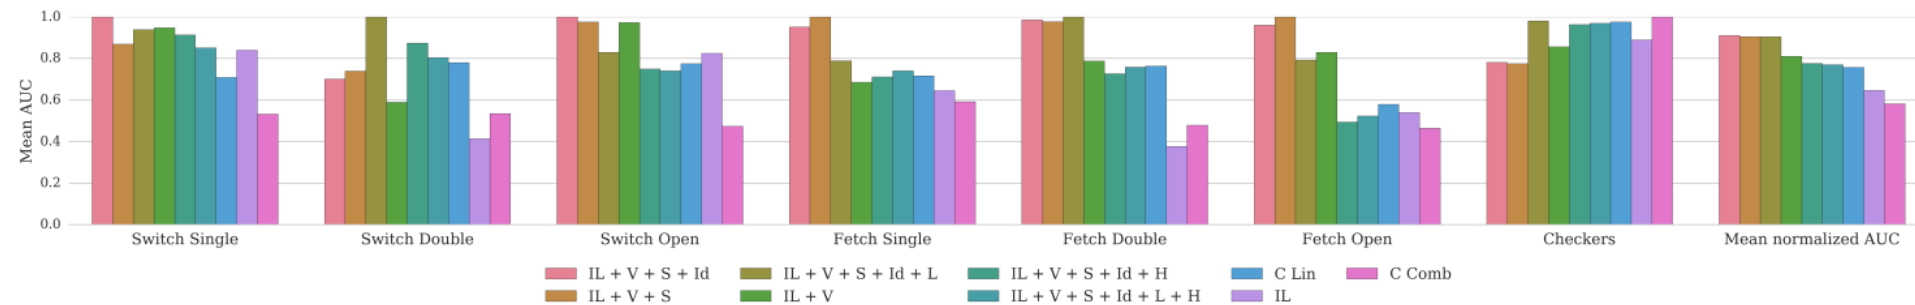 1.0
0.8
0.6
0.4
0.2
0.0
Mean AUC
Switch Single Switch Double Switch Open Fetch Single Fetch Double Fetch Open Checkers Mean normalized AUC
IL + V + S + Id IL + V + S + Id + L IL + V + S + Id + H C Lin C Comb
IL + V + S IL + V IL + V + S + Id + L + H IL